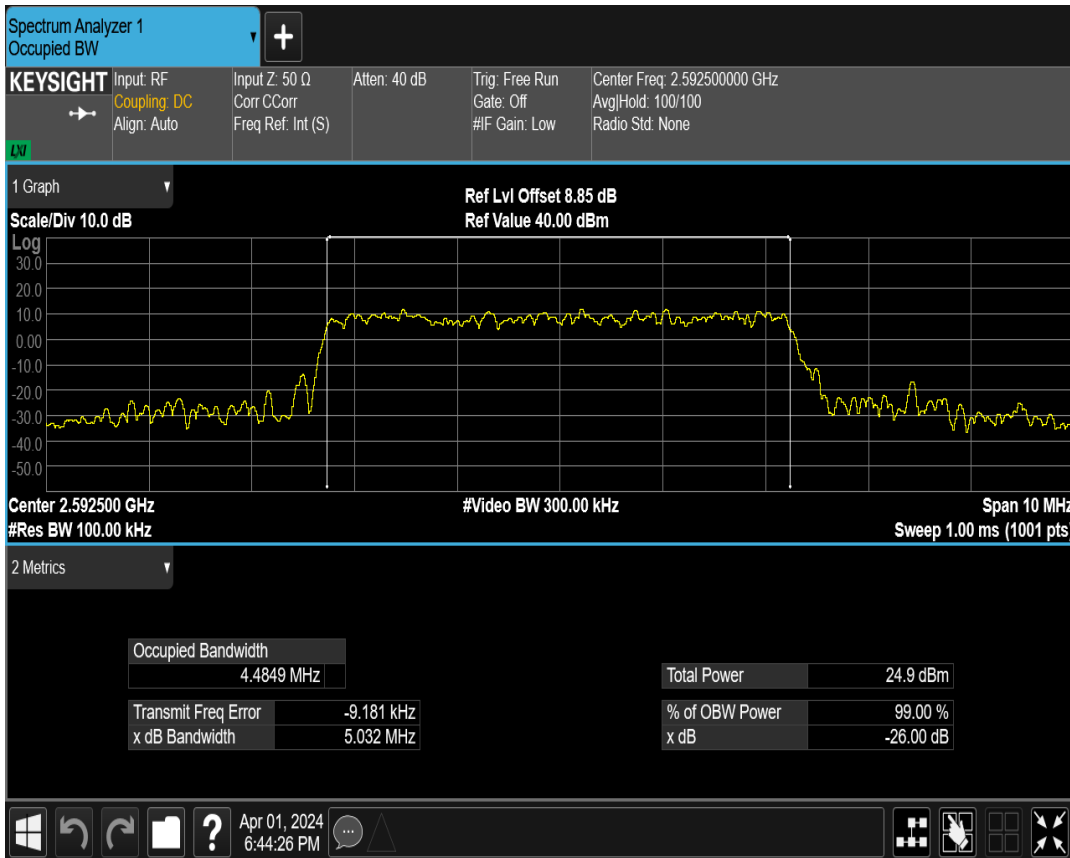 Spectrum Analyzer 1
Occupied BW
+
KEYSIGHT
LXI
Input: RF
Coupling: DC
Align: Auto
Input Z: 50 Ω
Corr CCorr
Freq Ref: Int (S)
Atten: 40 dB
Trig: Free Run
Gate: Off
#IF Gain: Low
Center Freq: 2.592500000 GHz
Avg|Hold: 100/100
Radio Std: None
1 Graph
Ref Lvl Offset 8.85 dB
Scale/Div 10.0 dB
Ref Value 40.00 dBm
Log
30.0
20.0
10.0
0.00
-10.0
-20.0
-30.0
-40.0
-50.0
Center 2.592500 GHz
#Video BW 300.00 kHz
Span 10 MHz
#Res BW 100.00 kHz
Sweep 1.00 ms (1001 pts)
2 Metrics
Occupied Bandwidth
4.4849 MHz
Total Power 24.9 dBm
Transmit Freq Error -9.181 kHz
% of OBW Power 99.00 %
x dB Bandwidth 5.032 MHz
x dB -26.00 dB
?
Apr 01, 2024
6:44:26 PM